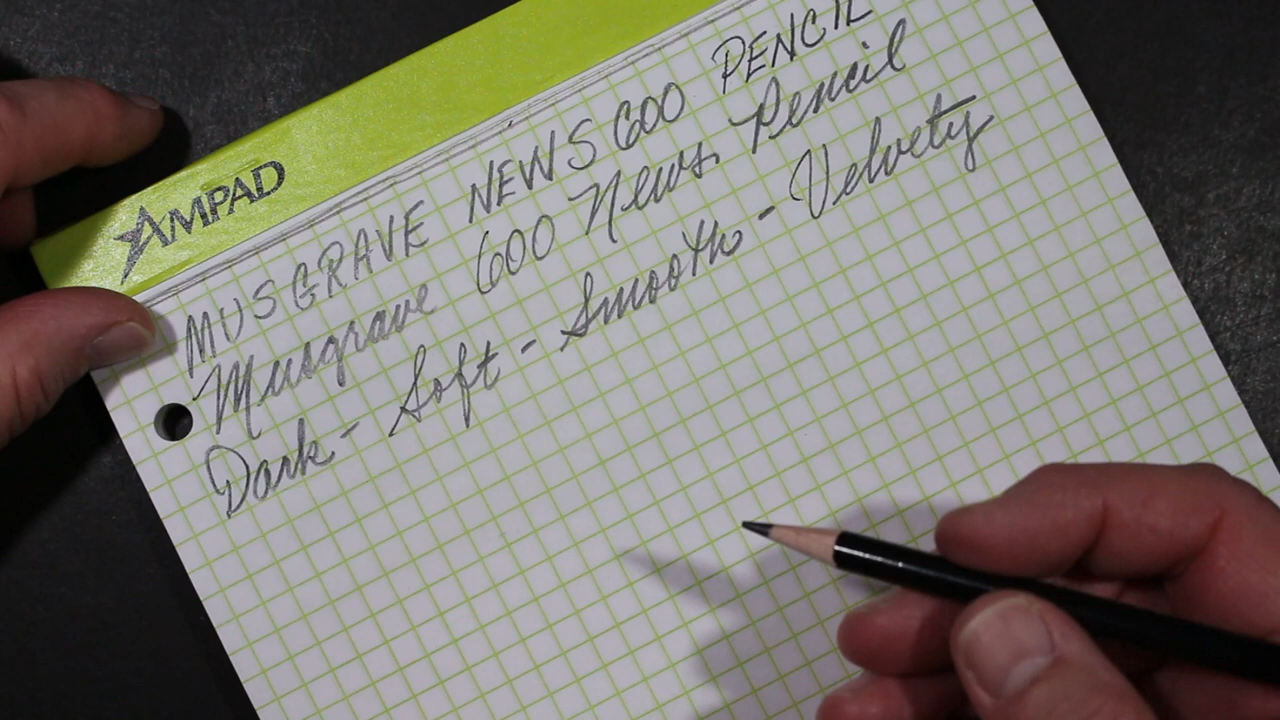 AMPAD
MUSGRAVE NEWS 600 PENCIL
Musgrave 600 News Pencil
Dark - Soft - Smooth - Velvety